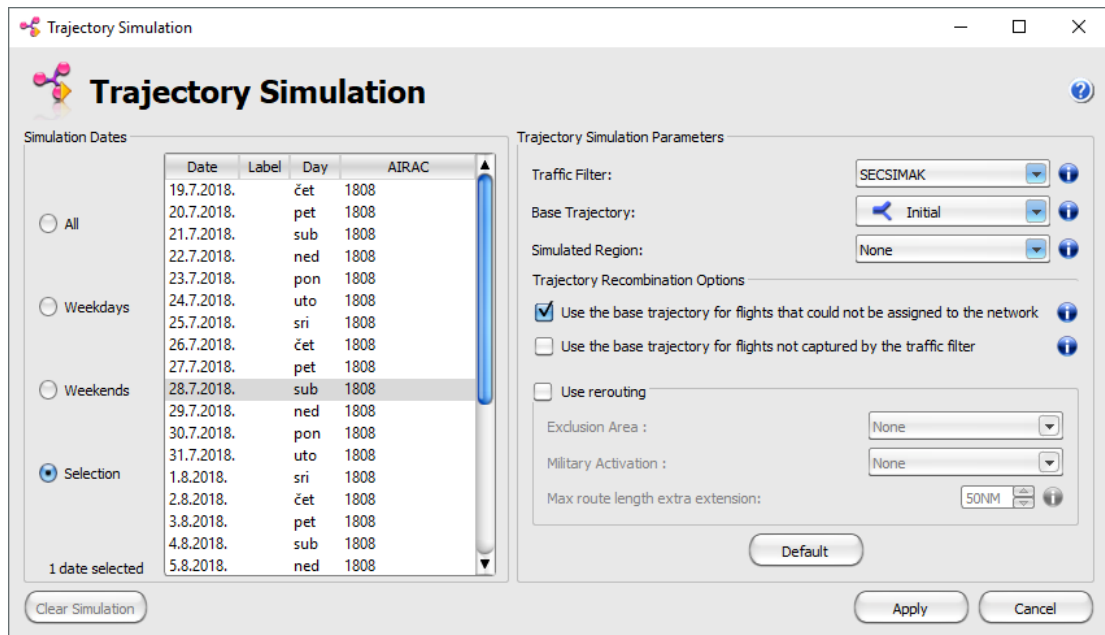 Trajectory Simulation
Trajectory Simulation
Simulation Dates
All
Weekdays
Weekends
Selection
1 date selected
Date Label Day AIRAC
19.7.2018. čet 1808
20.7.2018. pet 1808
21.7.2018. sub 1808
22.7.2018. ned 1808
23.7.2018. pon 1808
24.7.2018. uto 1808
25.7.2018. sri 1808
26.7.2018. čet 1808
27.7.2018. pet 1808
28.7.2018. sub 1808
29.7.2018. ned 1808
30.7.2018. pon 1808
31.7.2018. uto 1808
1.8.2018. sri 1808
2.8.2018. čet 1808
3.8.2018. pet 1808
4.8.2018. sub 1808
5.8.2018. ned 1808
Clear Simulation
Trajectory Simulation Parameters
Traffic Filter: SECSIMAK
Base Trajectory: Initial
Simulated Region: None
Trajectory Recombination Options
Use the base trajectory for flights that could not be assigned to the network
Use the base trajectory for flights not captured by the traffic filter
Use rerouting
Exclusion Area : None
Military Activation : None
Max route length extra extension: 50NM
Default
Apply Cancel